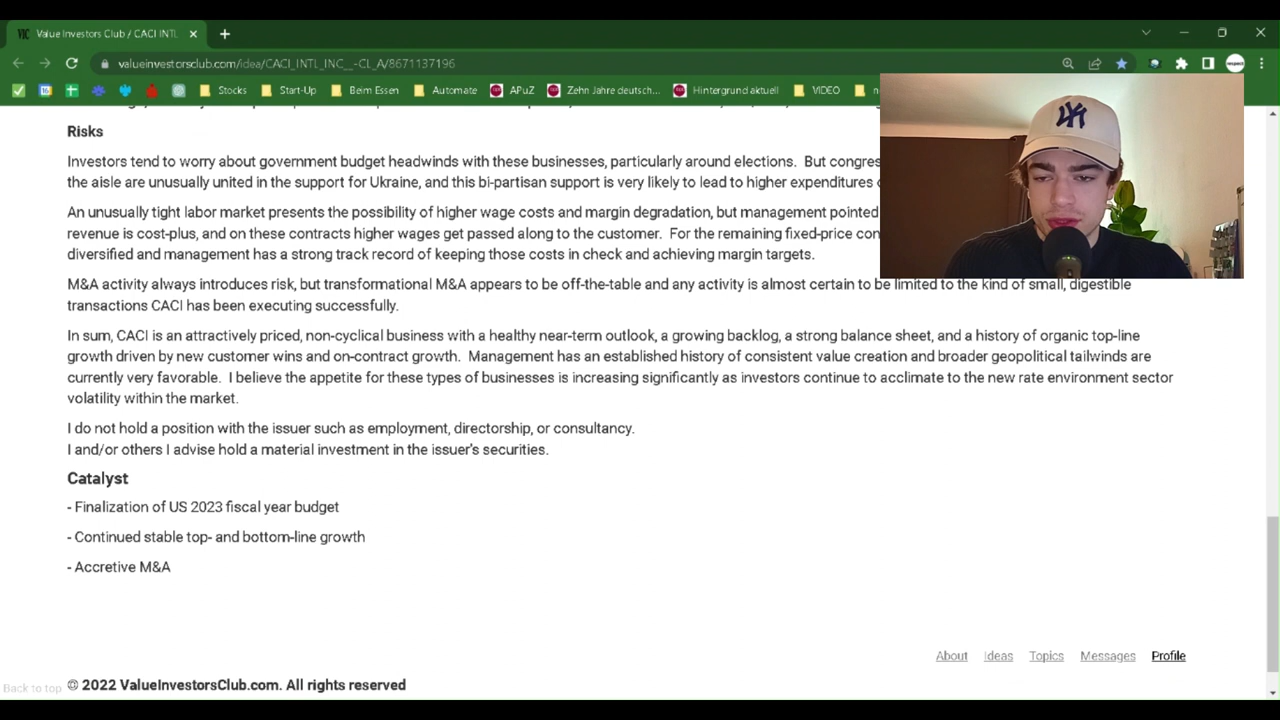 Value Investors Club / CACI INTL
valueinvestorsclub.com/idea/CACI_INTL_INC__-CL_A/8671137196
Stocks Start-Up Beim Essen Automate APuZ Zehn Jahre deutsch... Hintergrund aktuell VIDEO
Risks
Investors tend to worry about government budget headwinds with these businesses, particularly around elections. But congres
the aisle are unusually united in the support for Ukraine, and this bi-partisan support is very likely to lead to higher expenditures
An unusually tight labor market presents the possibility of higher wage costs and margin degradation, but management pointed
revenue is cost-plus, and on these contracts higher wages get passed along to the customer. For the remaining fixed-price con
diversified and management has a strong track record of keeping those costs in check and achieving margin targets.
M&A activity always introduces risk, but transformational M&A appears to be off-the-table and any activity is almost certain to be limited to the kind of small, digestible
transactions CACI has been executing successfully.
In sum, CACI is an attractively priced, non-cyclical business with a healthy near-term outlook, a growing backlog, a strong balance sheet, and a history of organic top-line
growth driven by new customer wins and on-contract growth. Management has an established history of consistent value creation and broader geopolitical tailwinds are
currently very favorable. I believe the appetite for these types of businesses is increasing significantly as investors continue to acclimate to the new rate environment sector
volatility within the market.
I do not hold a position with the issuer such as employment, directorship, or consultancy.
I and/or others I advise hold a material investment in the issuer's securities.
Catalyst
- Finalization of US 2023 fiscal year budget
- Continued stable top- and bottom-line growth
- Accretive M&A
About Ideas Topics Messages Profile
Back to top © 2022 ValueInvestorsClub.com. All rights reserved